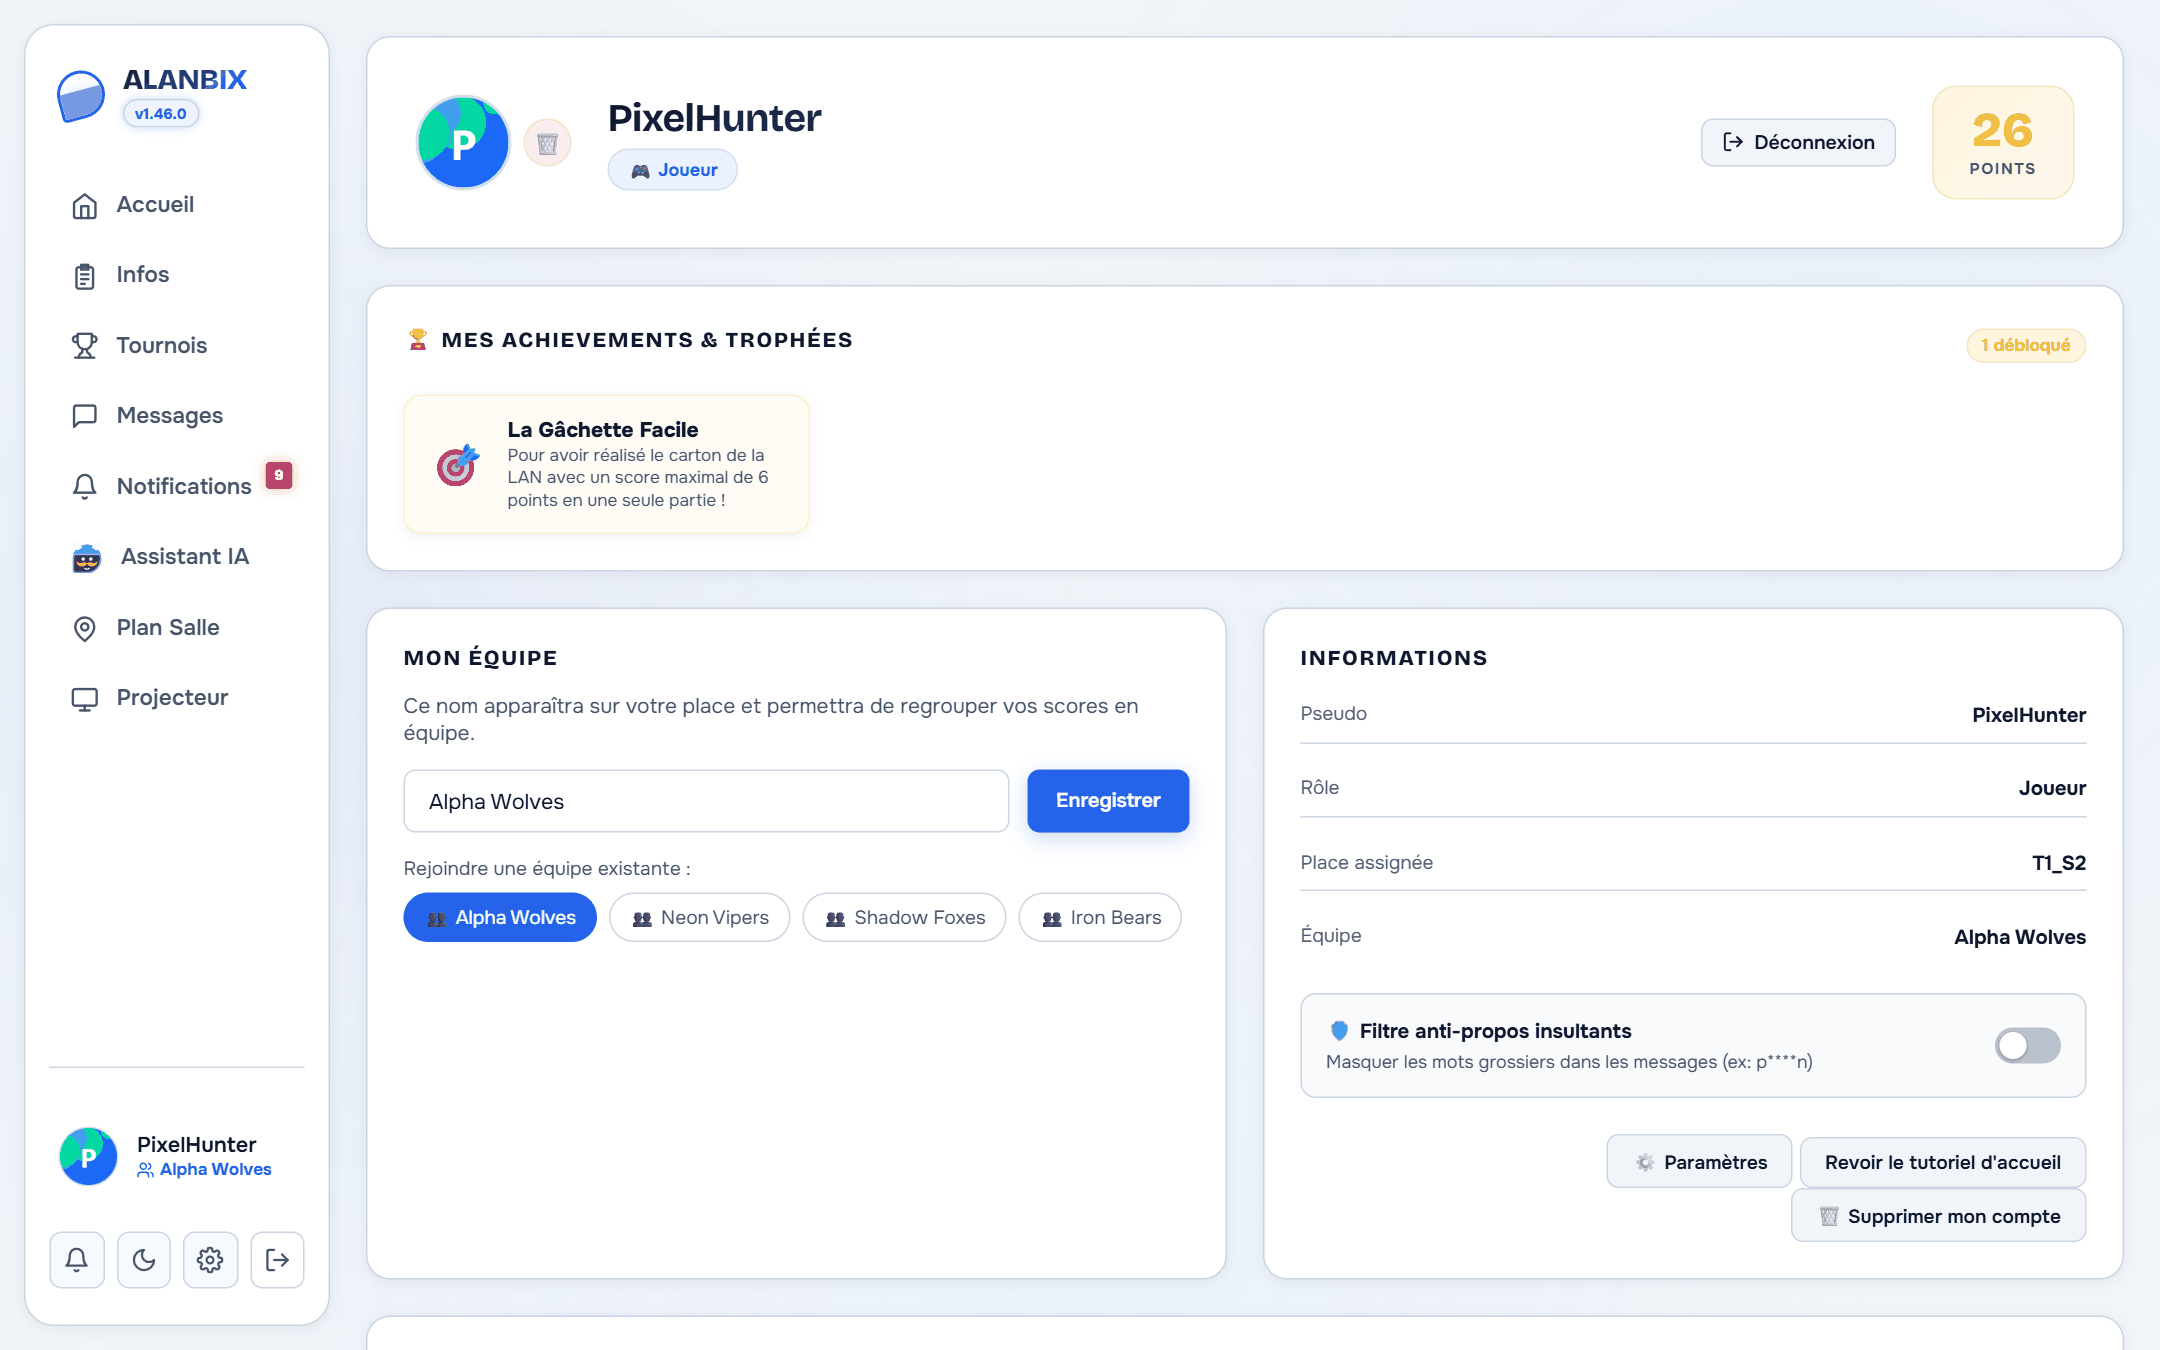 ALANBIX
v1.46.0
Accueil
Infos
Tournois
Messages
Notifications
9
Assistant IA
Plan Salle
Projecteur
P
PixelHunter
Alpha Wolves
P
PixelHunter
Joueur
Déconnexion
26
POINTS
MES ACHIEVEMENTS & TROPHÉES
1 débloqué
La Gâchette Facile
Pour avoir réalisé le carton de la
LAN avec un score maximal de 6
points en une seule partie !
MON ÉQUIPE
Ce nom apparaîtra sur votre place et permettra de regrouper vos scores en
équipe.
Alpha Wolves
Enregistrer
Rejoindre une équipe existante :
Alpha Wolves
Neon Vipers
Shadow Foxes
Iron Bears
INFORMATIONS
Pseudo
PixelHunter
Rôle
Joueur
Place assignée
T1_S2
Équipe
Alpha Wolves
Filtre anti-propos insultants
Masquer les mots grossiers dans les messages (ex: p****n)
Paramètres
Revoir le tutoriel d'accueil
Supprimer mon compte